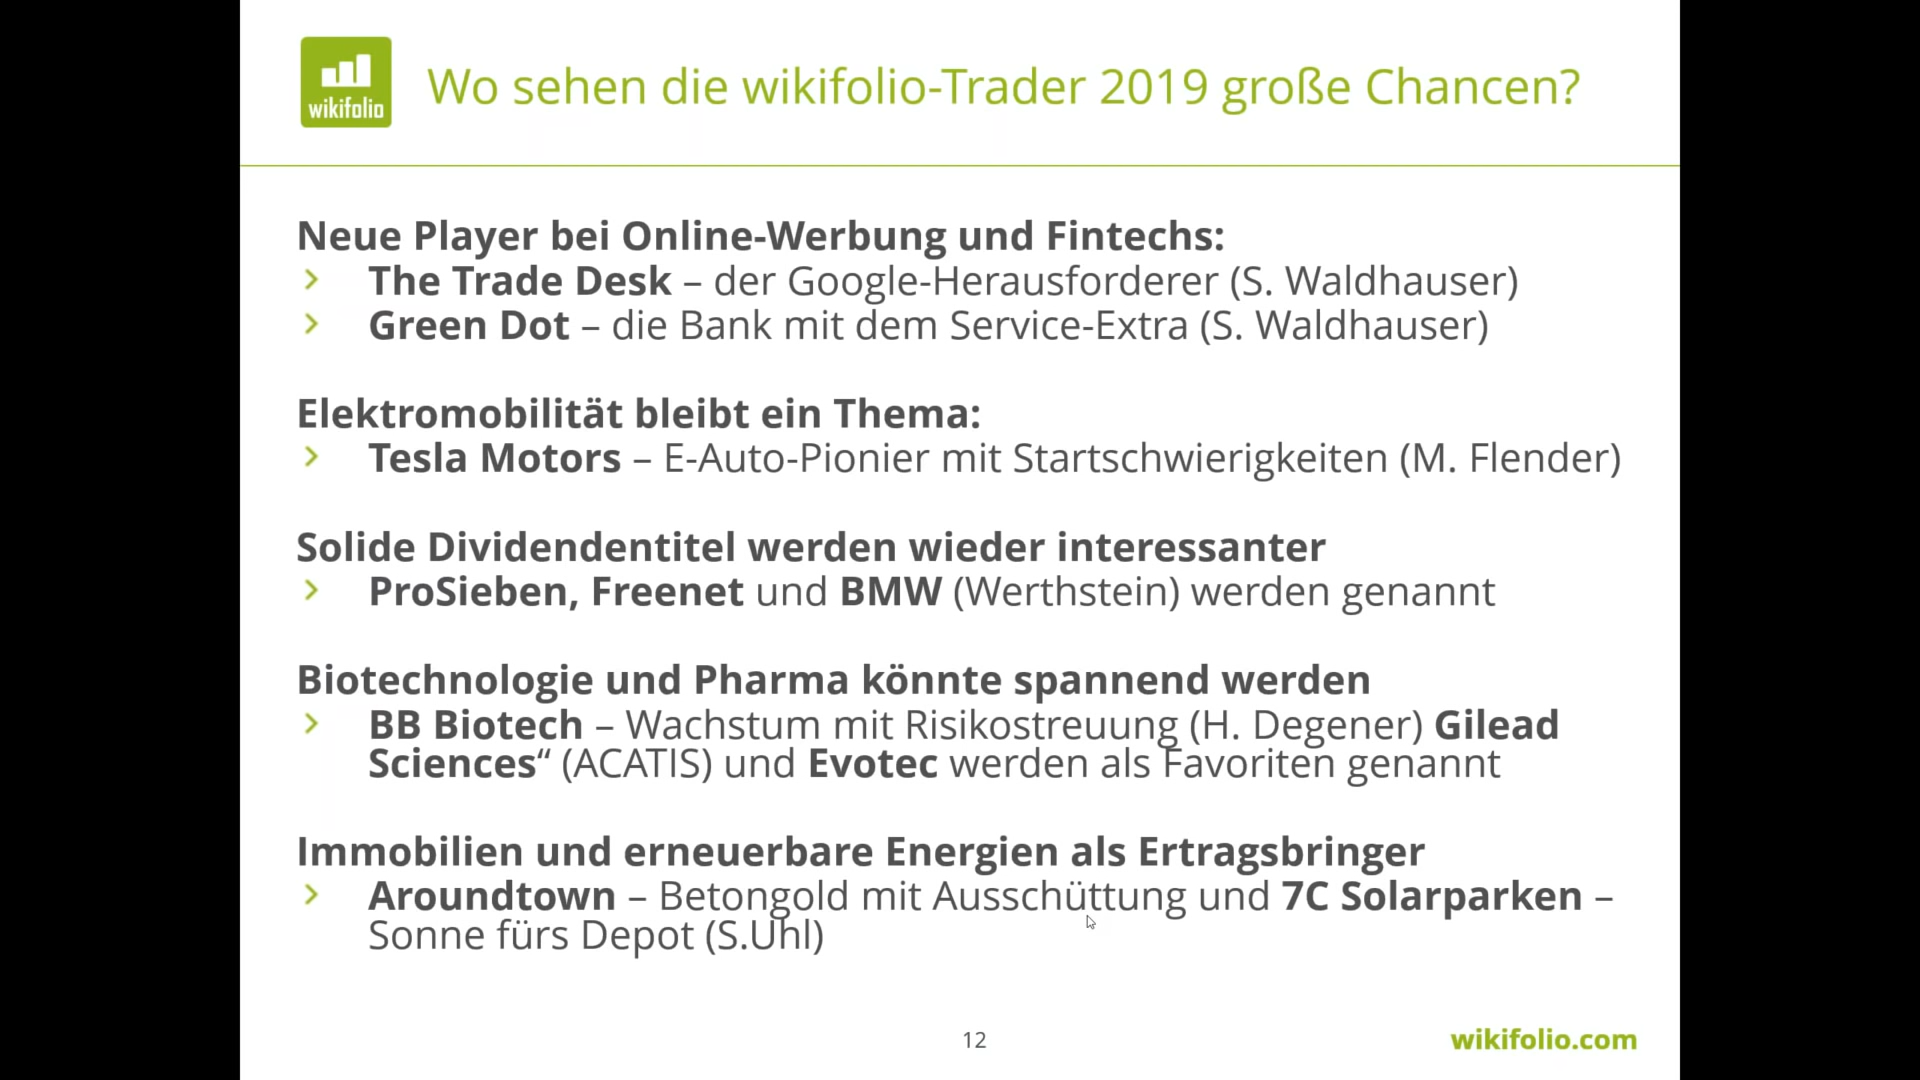 wikifolio
Wo sehen die wikifolio-Trader 2019 große Chancen?
Neue Player bei Online-Werbung und Fintechs:
The Trade Desk – der Google-Herausforderer (S. Waldhauser)
Green Dot – die Bank mit dem Service-Extra (S. Waldhauser)
Elektromobilität bleibt ein Thema:
Tesla Motors – E-Auto-Pionier mit Startschwierigkeiten (M. Flender)
Solide Dividendentitel werden wieder interessanter
ProSieben, Freenet und BMW (Werthstein) werden genannt
Biotechnologie und Pharma könnte spannend werden
BB Biotech – Wachstum mit Risikostreuung (H. Degener) Gilead
Sciences“ (ACATIS) und Evotec werden als Favoriten genannt
Immobilien und erneuerbare Energien als Ertragsbringer
Aroundtown – Betongold mit Ausschüttung und 7C Solarparken –
Sonne fürs Depot (S.Uhl)
12
wikifolio.com